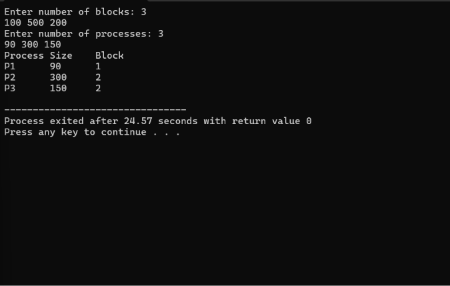 Enter number of blocks: 3
100 500 200
Enter number of processes: 3
90 300 150
Process Size    Block
P1      90      1
P2      300     2
P3      150     2

--------------------------------
Process exited after 24.57 seconds with return value 0
Press any key to continue . . .